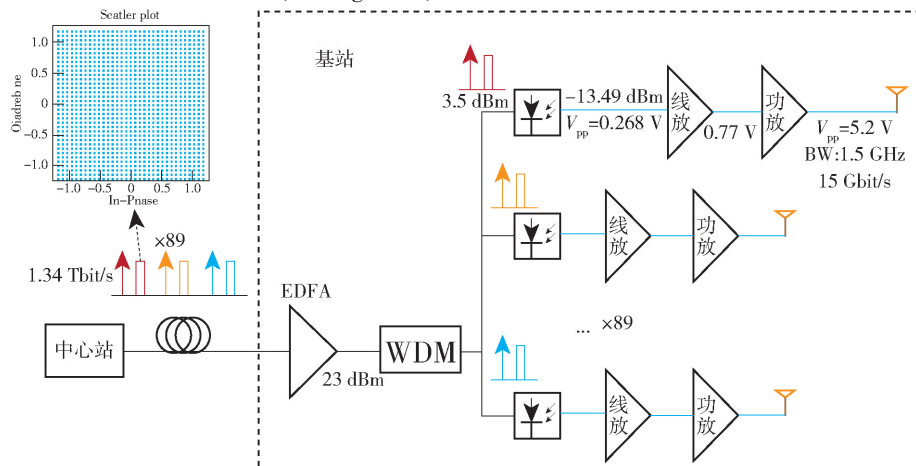 Scatler plot
Oiadreb ne
1.0
0.5
0
−0.5
−1.0
−1.0 −0.5 0 0.5 1.0
In−Pnase
×89
1.34 Tbit/s
中心站
EDFA
23 dBm
WDM
基站
3.5 dBm
−13.49 dBm
Vpp=0.268 V
线放
0.77 V
功放
Vpp=5.2 V
BW:1.5 GHz
15 Gbit/s
线放
功放
... ×89
线放
功放